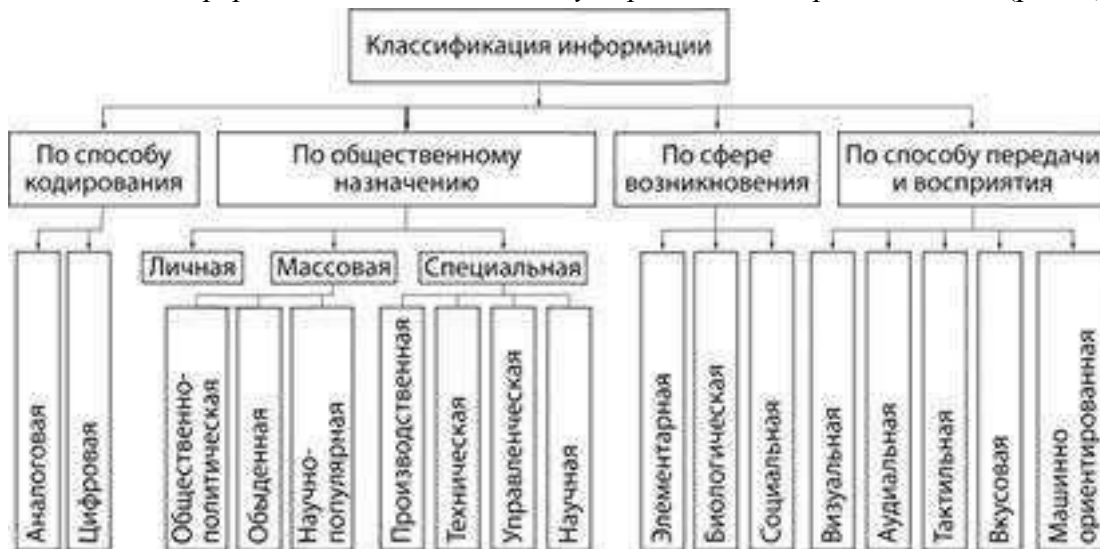 Классификация информации
По способу
кодирования
По общественному
назначению
По сфере
возникновения
По способу передачи
и восприятия
Личная
Массовая
Специальная
Аналоговая
Цифровая
Общественно-
политическая
Обыденная
Научно-
популярная
Производственная
Техническая
Управленческая
Научная
Элементарная
Биологическая
Социальная
Визуальная
Аудиальная
Тактильная
Вкусовая
Машинно
ориентированная